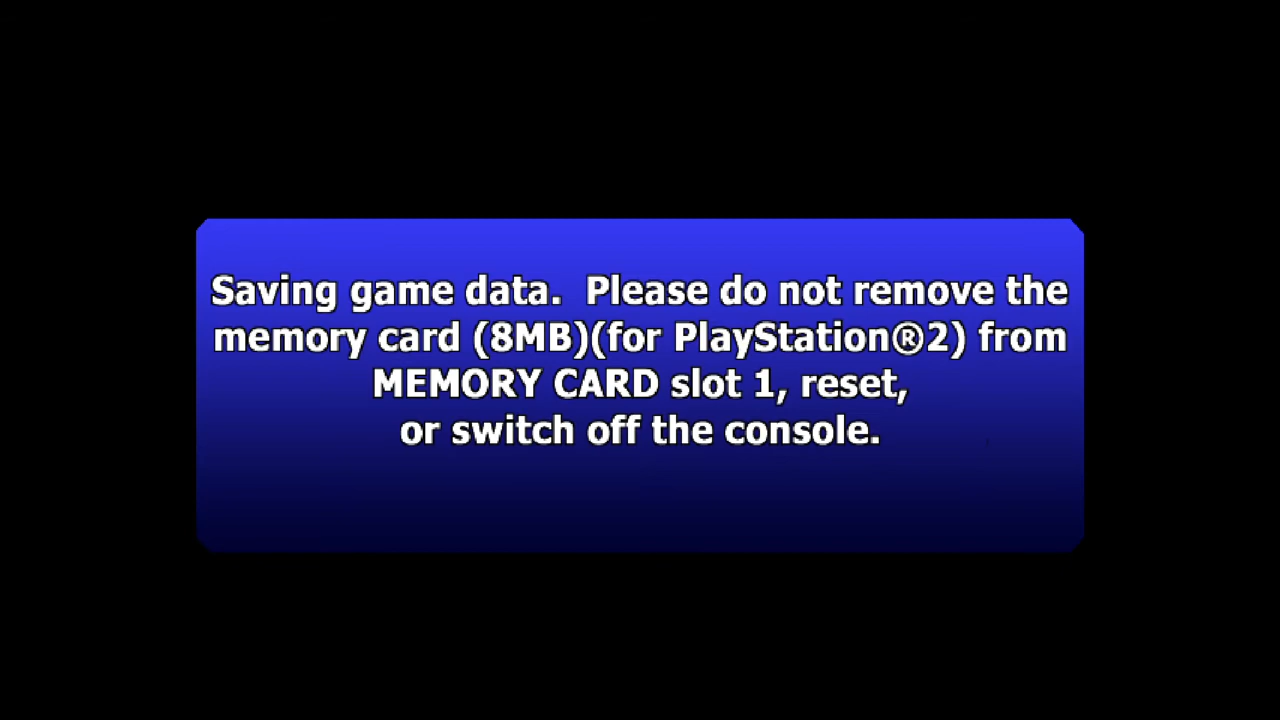 Saving game data.  Please do not remove the
memory card (8MB)(for PlayStation®2) from
MEMORY CARD slot 1, reset,
or switch off the console.